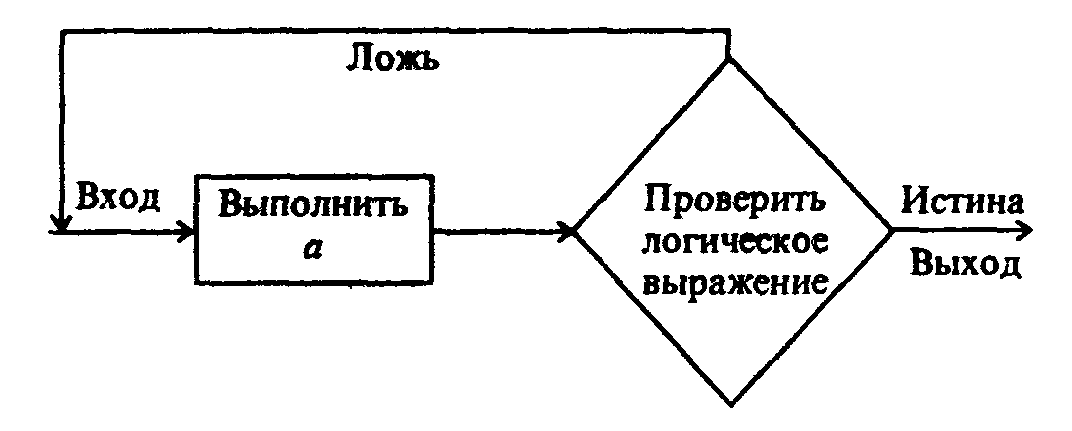 Ложь
Вход
Выполнить
a
Проверить
логическое
выражение
Истина
Выход